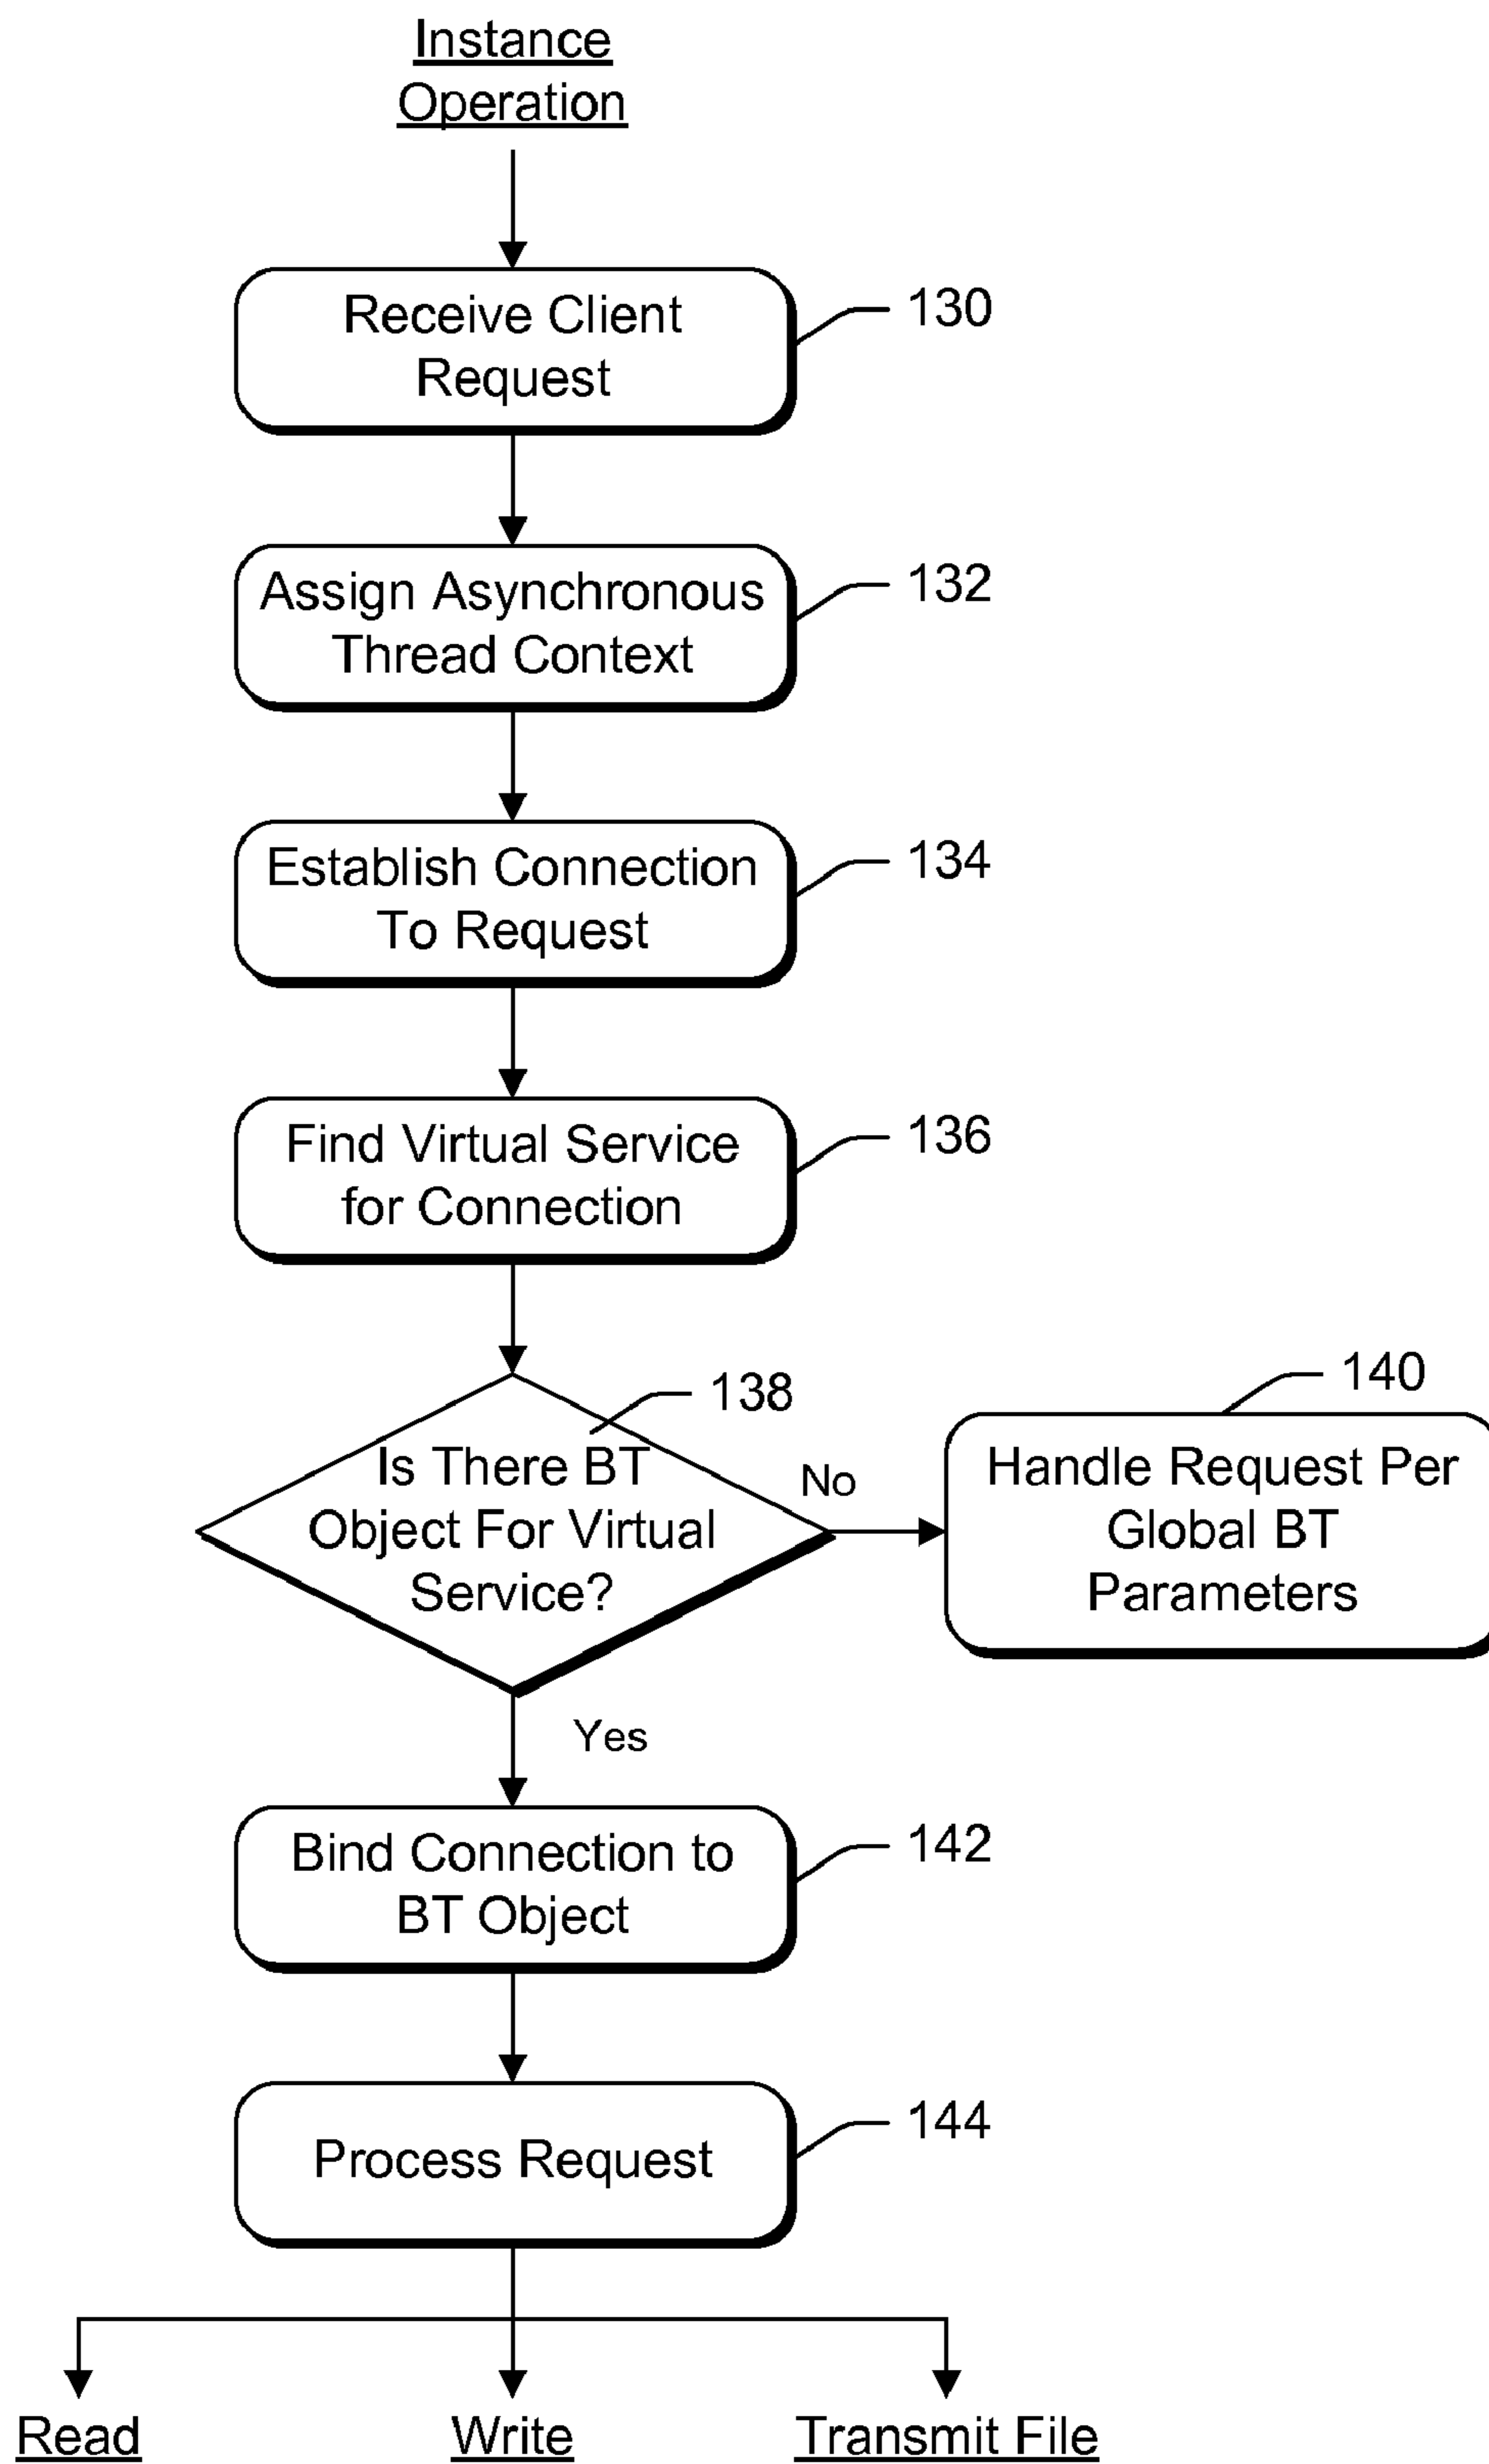 Instance
Operation
Receive Client
Request
130
Assign Asynchronous
Thread Context
132
Establish Connection
To Request
134
Find Virtual Service
for Connection
136
138
Is There BT
Object For Virtual
Service?
No
140
Handle Request Per
Global BT
Parameters
Yes
Bind Connection to
BT Object
142
Process Request
144
Read
Write
Transmit File